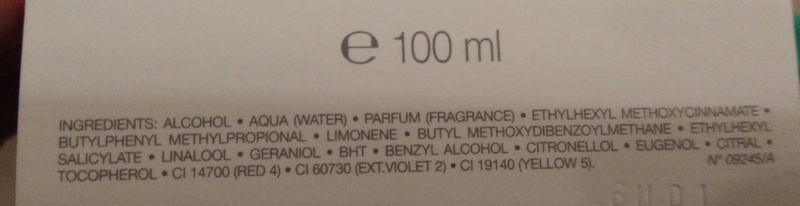 ℮ 100 ml
INGREDIENTS: ALCOHOL • AQUA (WATER) • PARFUM (FRAGRANCE) • ETHYLHEXYL METHOXYCINNAMATE •
BUTYLPHENYL METHYLPROPIONAL • LIMONENE • BUTYL METHOXYDIBENZOYLMETHANE • ETHYLHEXYL
SALICYLATE • LINALOOL • GERANIOL • BHT • BENZYL ALCOHOL • CITRONELLOL • EUGENOL • CITRAL •
TOCOPHEROL • CI 14700 (RED 4) • CI 60730 (EXT.VIOLET 2) • CI 19140 (YELLOW 5). N° 09245/A